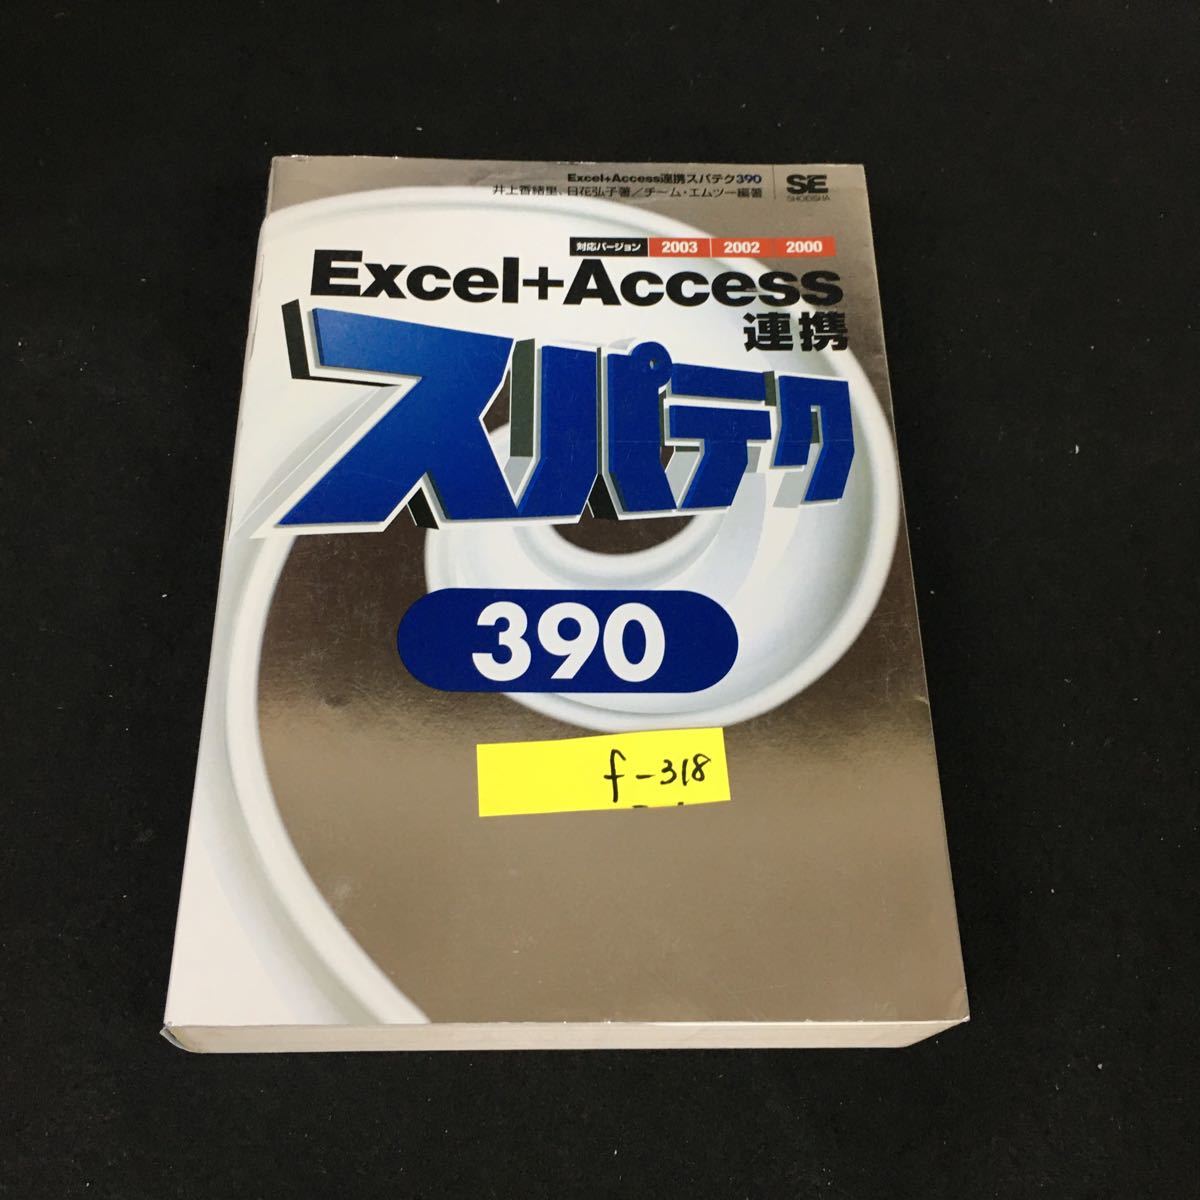 Excel+Access連携スパテク390
井上香緒里、日花弘子著／チーム・エムツー編著
SE
SHOEISHA
対応バージョン 2003 2002 2000
Excel+Access
連携
スパテク
390
f-318